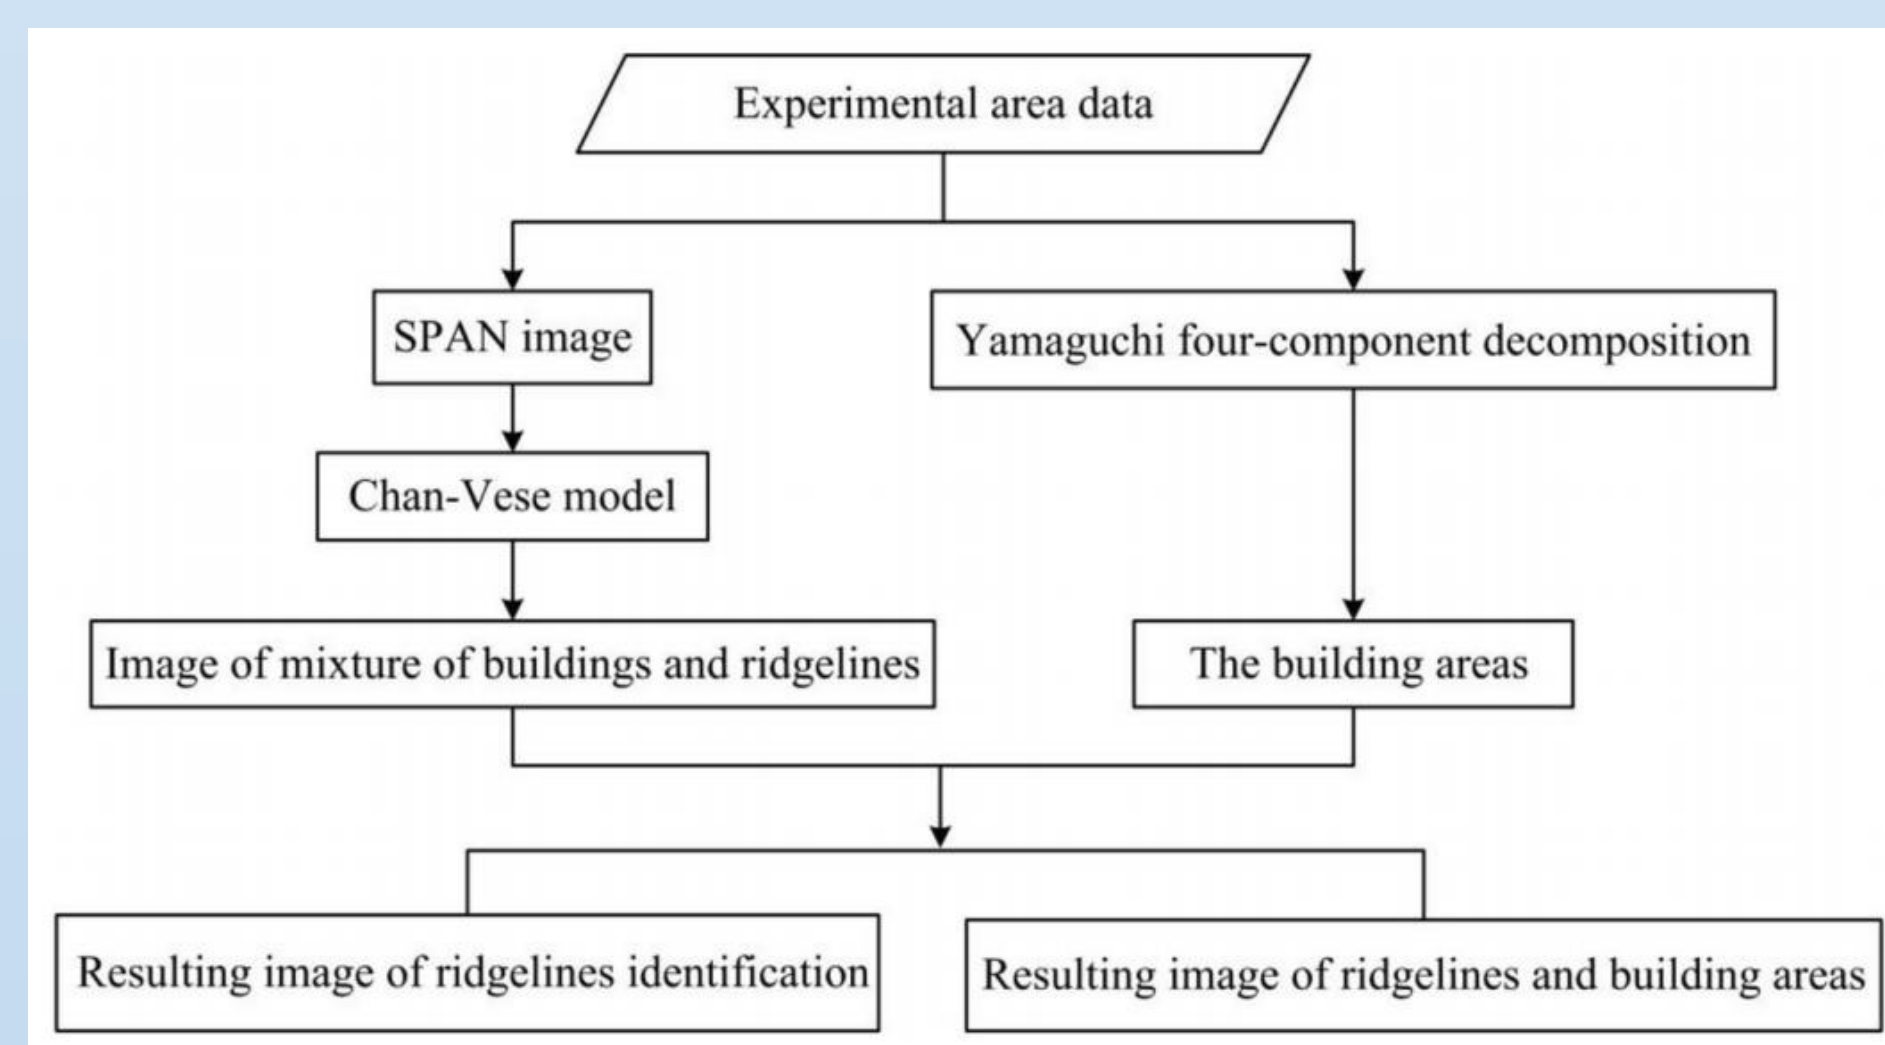 Experimental area data
SPAN image
Yamaguchi four-component decomposition
Chan-Vese model
Image of mixture of buildings and ridgelines
The building areas
Resulting image of ridgelines identification
Resulting image of ridgelines and building areas